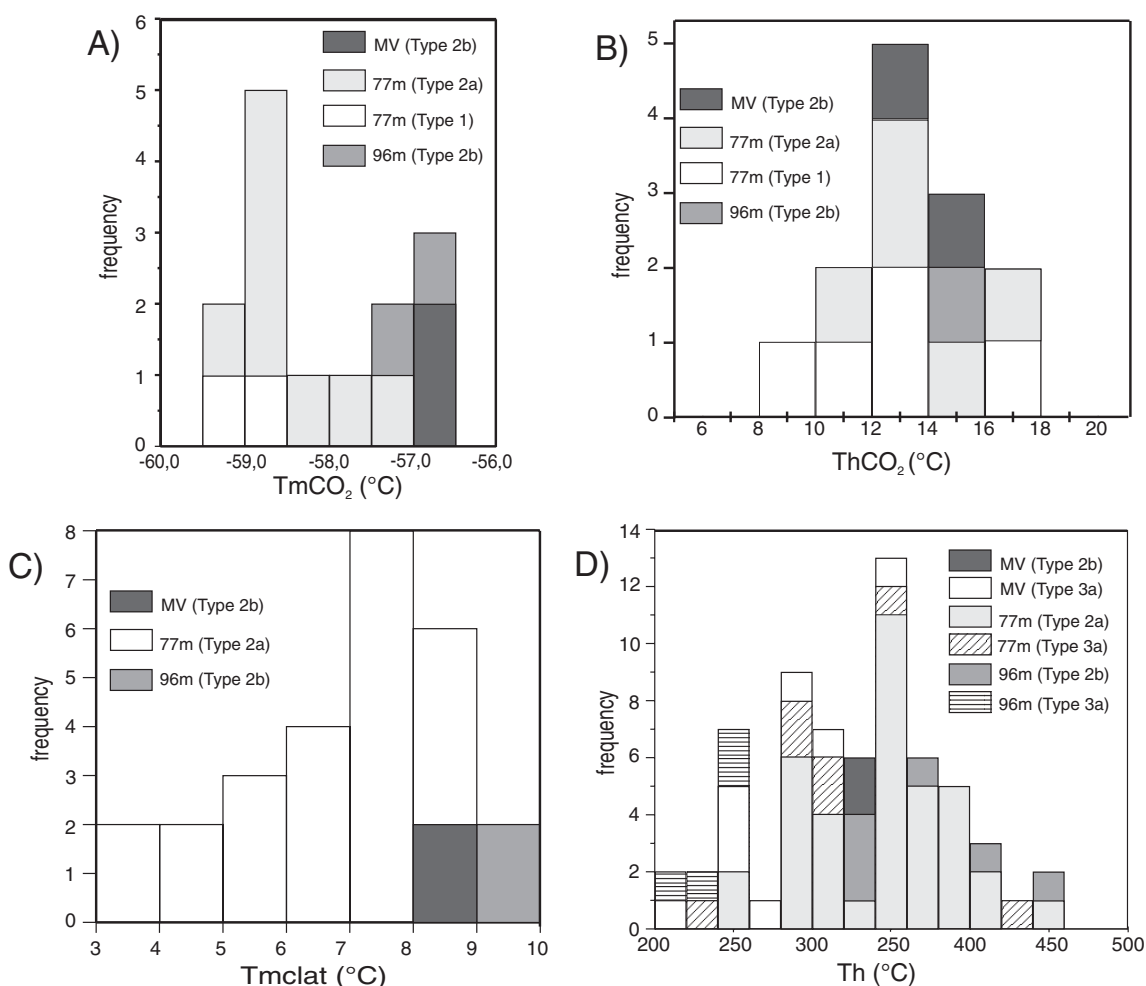 A)
6
5
4
3
2
1
0
frequency
MV (Type 2b)
77m (Type 2a)
77m (Type 1)
96m (Type 2b)
-60,0 -59,0 -58,0 -57,0 -56,0
TmCO₂ (°C)
B)
5
4
3
2
1
0
frequency
MV (Type 2b)
77m (Type 2a)
77m (Type 1)
96m (Type 2b)
6 8 10 12 14 16 18 20
ThCO₂ (°C)
C)
8
7
6
5
4
3
2
1
0
frequency
MV (Type 2b)
77m (Type 2a)
96m (Type 2b)
3 4 5 6 7 8 9 10
Tmclat (°C)
D)
14
12
10
8
6
4
2
0
frequency
MV (Type 2b)
MV (Type 3a)
77m (Type 2a)
77m (Type 3a)
96m (Type 2b)
96m (Type 3a)
200 250 300 250 400 450 500
Th (°C)